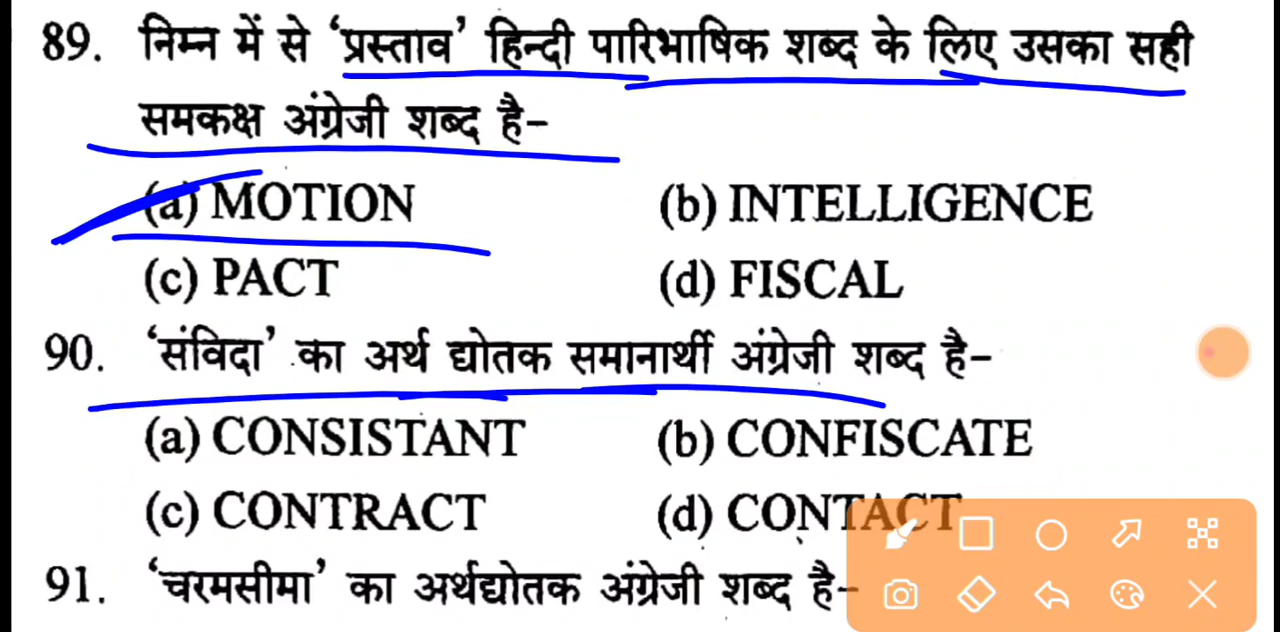 89. निम्न में से ‘प्रस्ताव’ हिन्दी पारिभाषिक शब्द के लिए उसका सही
समकक्ष अंग्रेजी शब्द है–
(a) MOTION (b) INTELLIGENCE
(c) PACT (d) FISCAL
90. ‘संविदा’ का अर्थ द्योतक समानार्थी अंग्रेजी शब्द है–
(a) CONSISTANT (b) CONFISCATE
(c) CONTRACT (d) CONTACT
91. ‘चरमसीमा’ का अर्थद्योतक अंग्रेजी शब्द है–